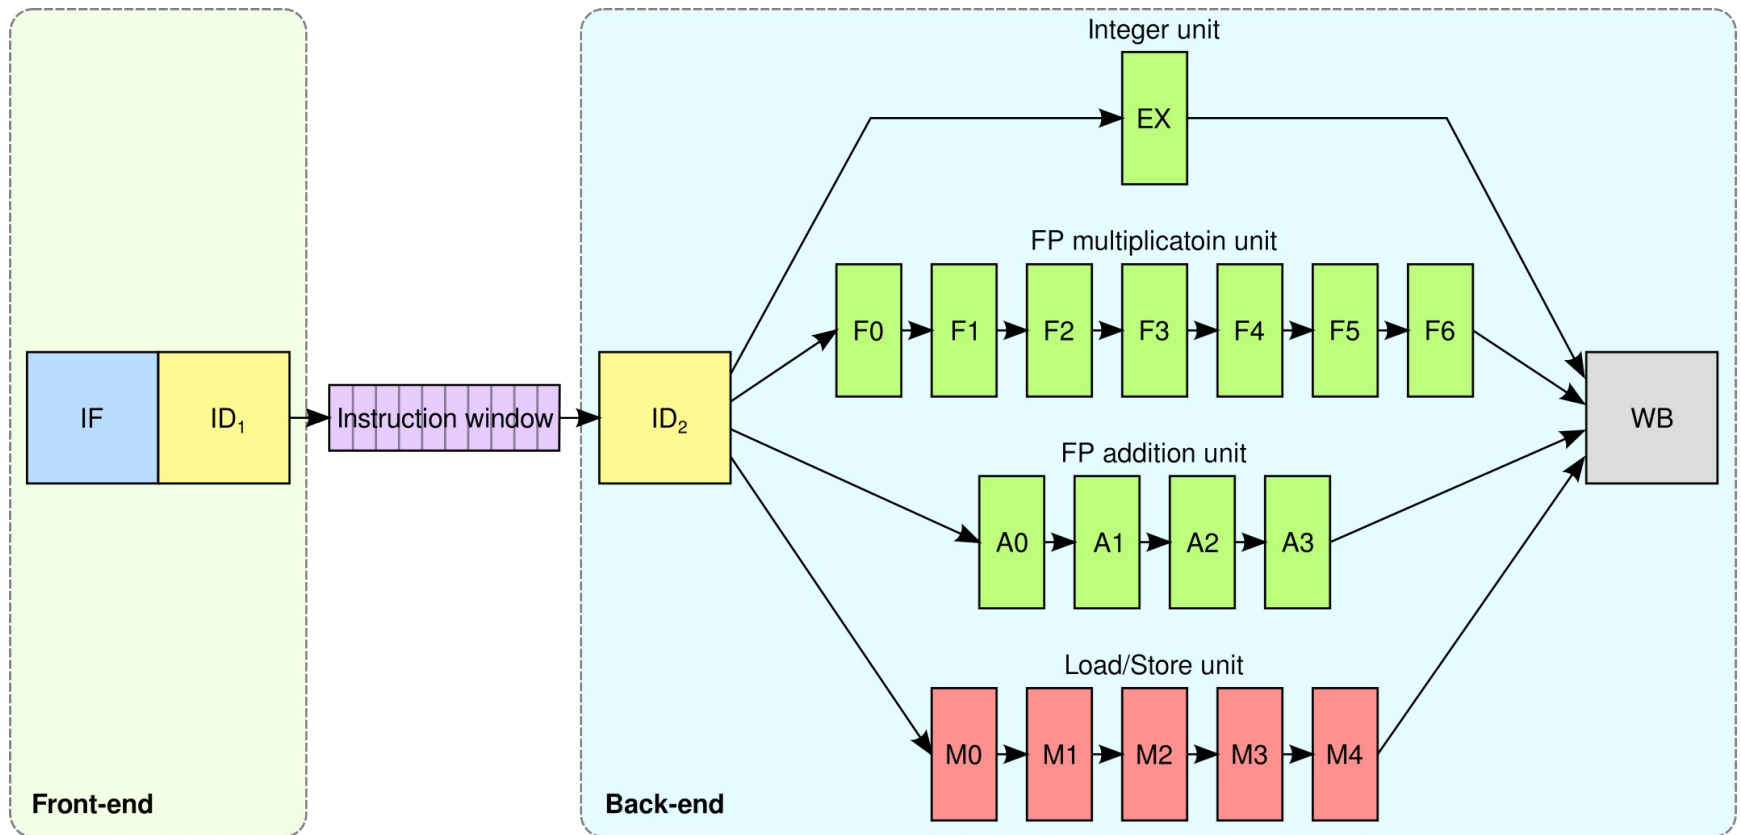 Integer unit
EX
FP multiplicatoin unit
F0 F1 F2 F3 F4 F5 F6
IF ID₁ Instruction window ID₂ WB
FP addition unit
A0 A1 A2 A3
Load/Store unit
M0 M1 M2 M3 M4
Front-end Back-end